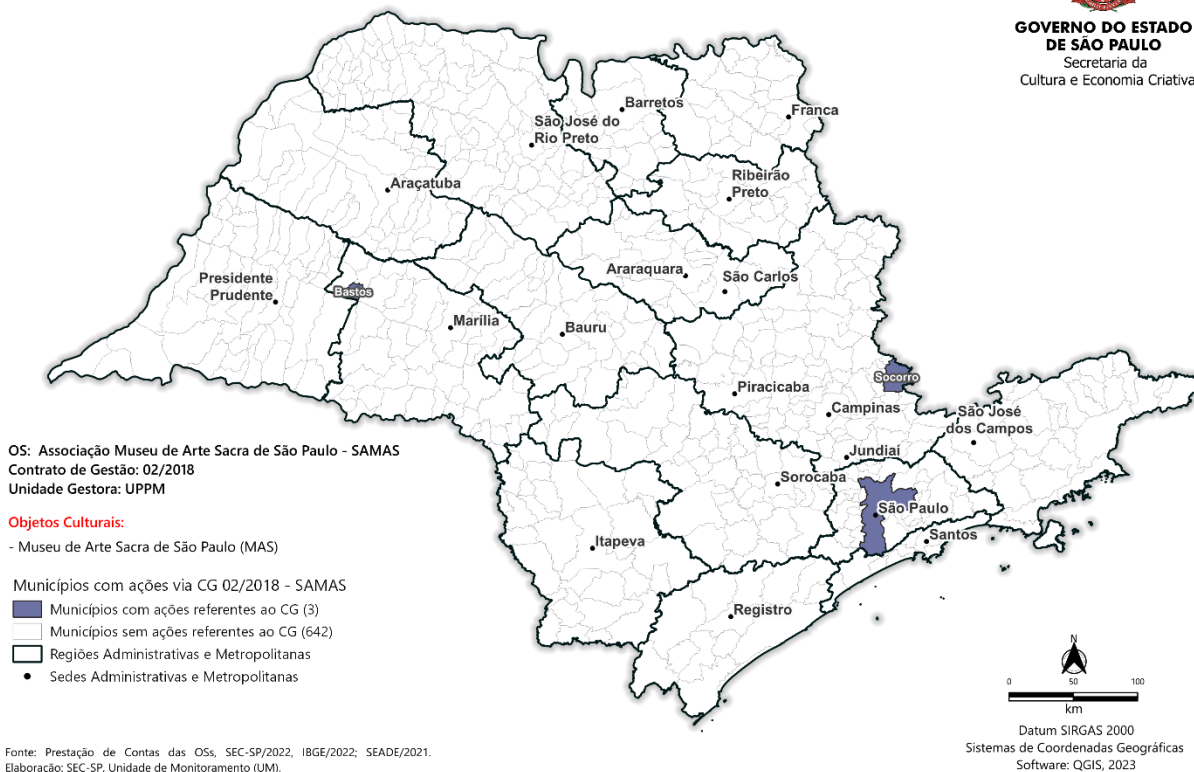 GOVERNO DO ESTADO
DE SÃO PAULO
Secretaria da
Cultura e Economia Criativa
Barretos
Franca
São José do
Rio Preto
Ribeirão
Preto
Araçatuba
Araraquara
São Carlos
Presidente
Prudente
Bastos
Marília
Bauru
Socorro
Piracicaba
Campinas
São José
dos Campos
Jundiaí
Sorocaba
São Paulo
Santos
Itapeva
Registro
OS: Associação Museu de Arte Sacra de São Paulo - SAMAS
Contrato de Gestão: 02/2018
Unidade Gestora: UPPM
Objetos Culturais:
- Museu de Arte Sacra de São Paulo (MAS)
Municípios com ações via CG 02/2018 - SAMAS
Municípios com ações referentes ao CG (3)
Municípios sem ações referentes ao CG (642)
Regiões Administrativas e Metropolitanas
Sedes Administrativas e Metropolitanas
N
0 50 100
km
Datum SIRGAS 2000
Sistemas de Coordenadas Geográficas
Software: QGIS, 2023
Fonte: Prestação de Contas das OSs, SEC-SP/2022, IBGE/2022; SEADE/2021.
Elaboração: SEC-SP. Unidade de Monitoramento (UM).